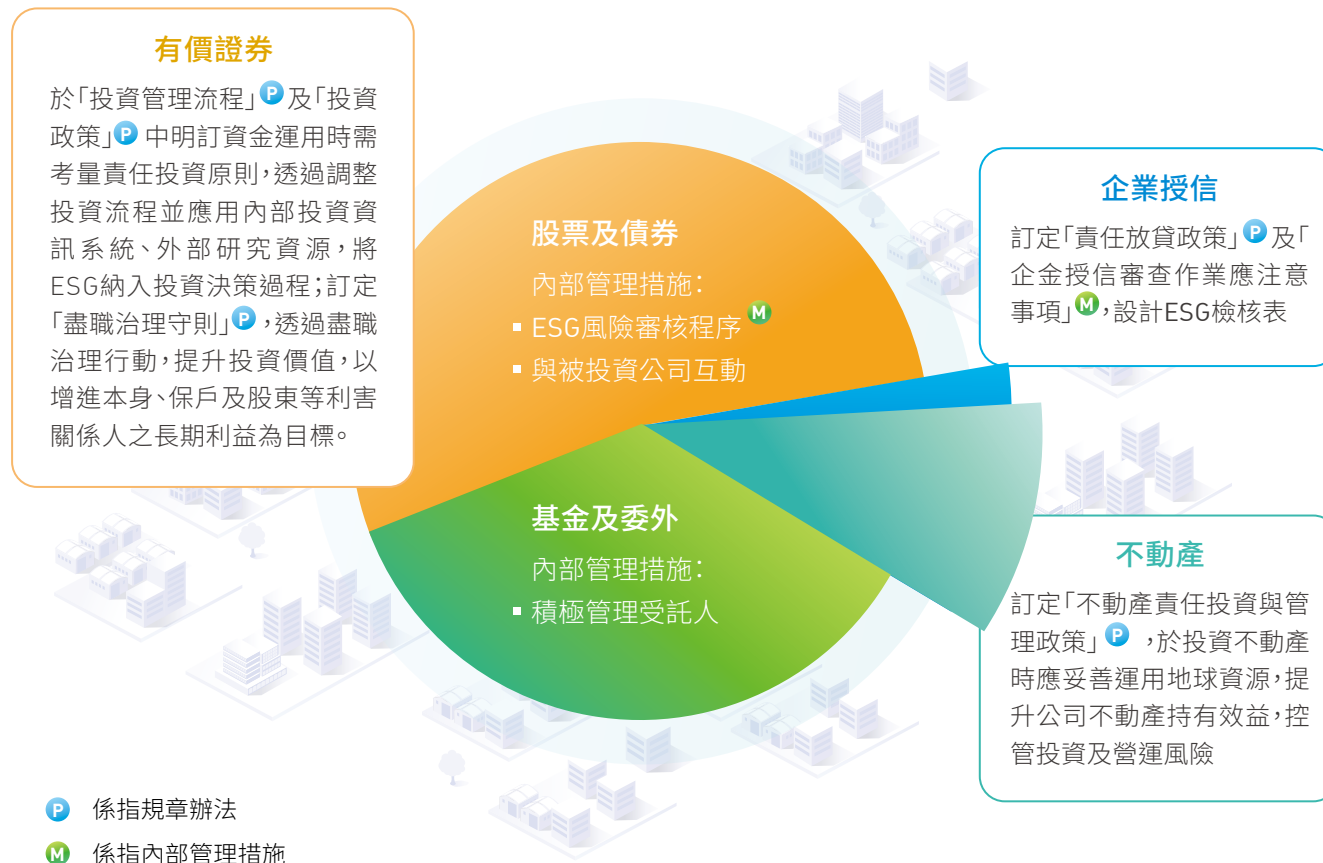 有價證券
於「投資管理流程」P及「投資
政策」P 中明訂資金運用時需
考量責任投資原則，透過調整
投資流程並應用內部投資資
訊系統、外部研究資源，將
ESG納入投資決策過程；訂定
「盡職治理守則」P，透過盡職
治理行動，提升投資價值，以
增進本身、保戶及股東等利害
關係人之長期利益為目標。
股票及債券
內部管理措施：
▪ ESG風險審核程序 M
▪ 與被投資公司互動
企業授信
訂定「責任放貸政策」P及「
企金授信審查作業應注意
事項」M，設計ESG檢核表
基金及委外
內部管理措施：
▪ 積極管理受託人
不動產
訂定「不動產責任投資與管
理政策」P ，於投資不動產
時應妥善運用地球資源，提
升公司不動產持有效益，控
管投資及營運風險
P 係指規章辦法
M 係指內部管理措施